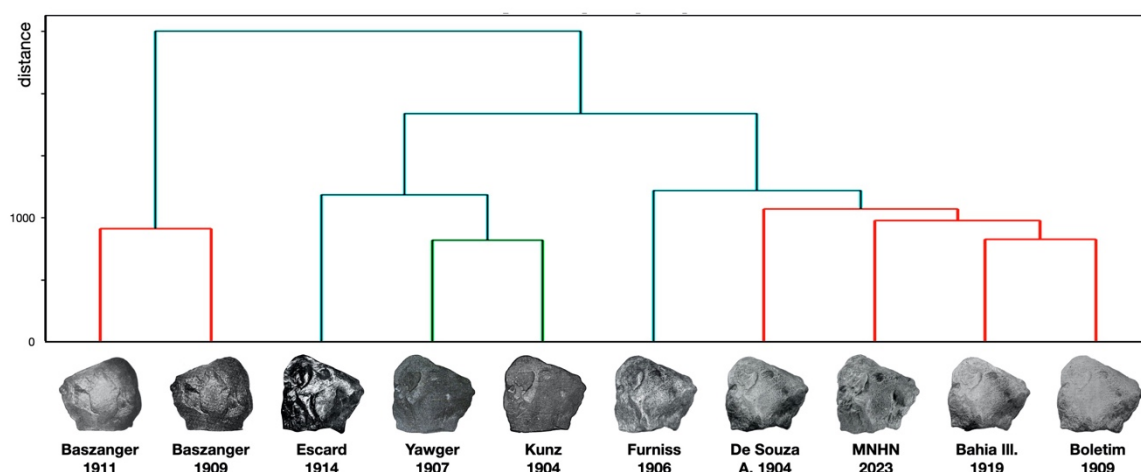 distance
1000
0
Baszanger
1911
Baszanger
1909
Escard
1914
Yawger
1907
Kunz
1904
Furniss
1906
De Souza
A. 1904
MNHN
2023
Bahia Ill.
1919
Boletim
1909